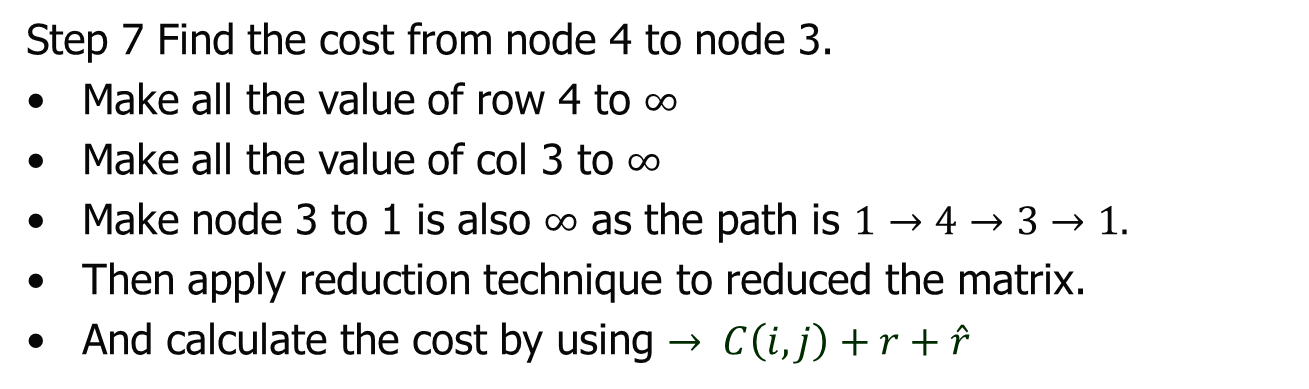 Step 7 Find the cost from node 4 to node 3.
• Make all the value of row 4 to ∞
• Make all the value of col 3 to ∞
• Make node 3 to 1 is also ∞ as the path is 1 → 4 → 3 → 1.
• Then apply reduction technique to reduced the matrix.
• And calculate the cost by using → C(i,j) + r + r̂